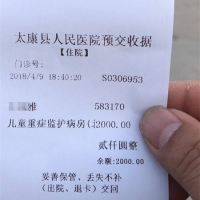 太康县人民医院预交收据
【住院】
门诊号:
2018/4/9 18:40:20 S0306953
雅 583170
儿童重症监护病房(:2000.00
贰仟圆整
余额:2000.00
妥善保管、丢失不补
(出院、退卡)交回